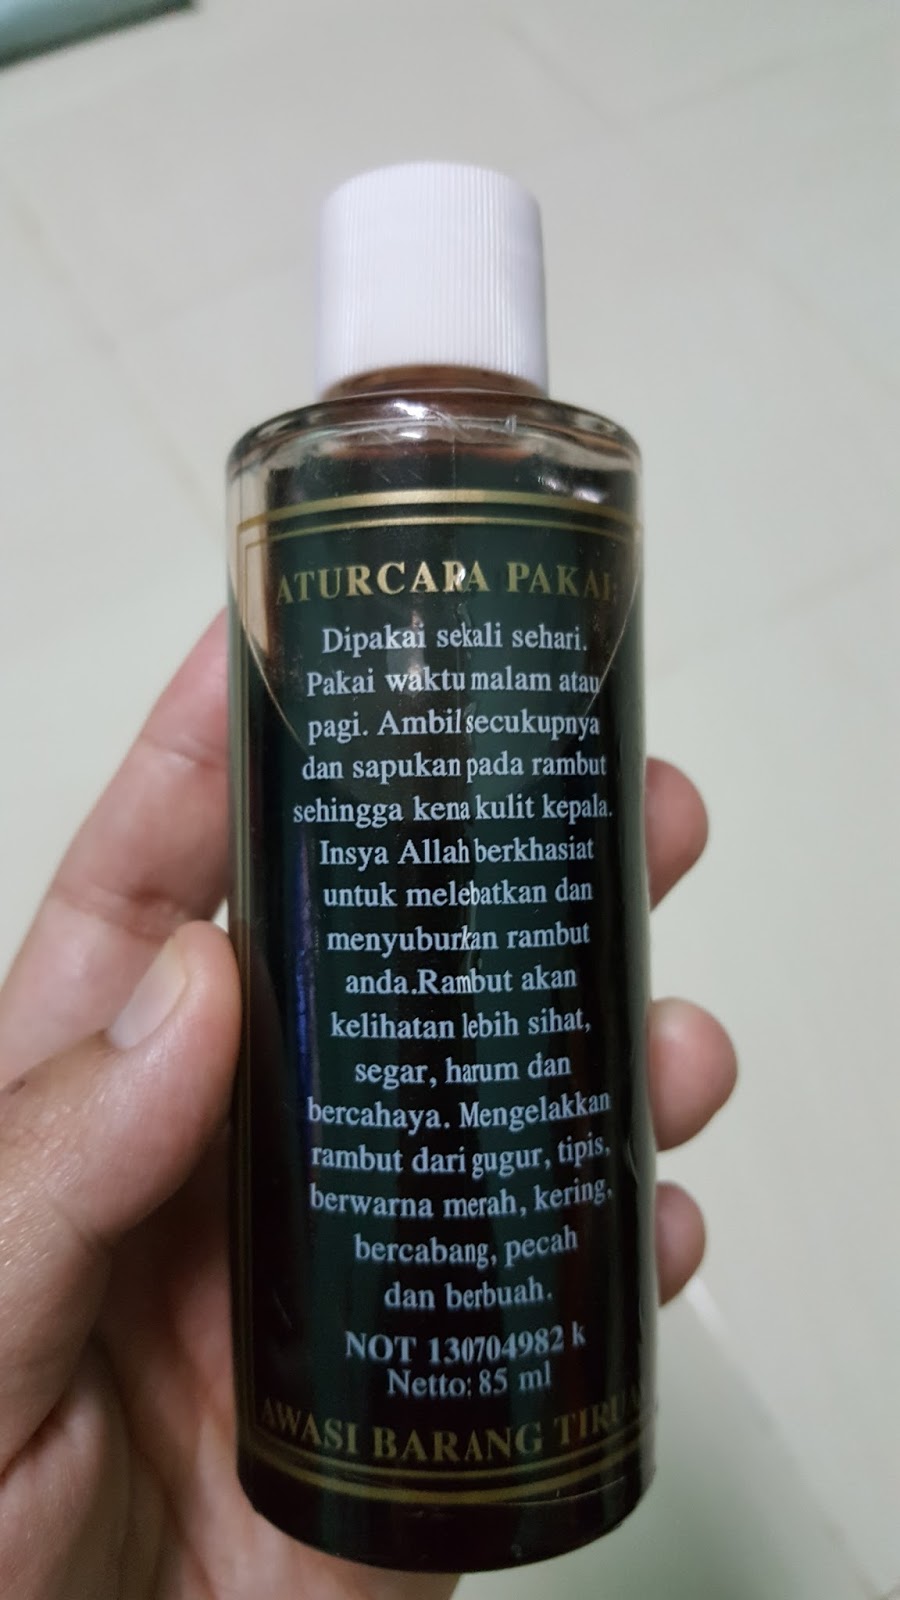 ATURCARA PAKAI:
Dipakai sekali sehari.
Pakai waktu malam atau
pagi. Ambil secukupnya
dan sapukan pada rambut
sehingga kena kulit kepala.
Insya Allah berkhasiat
untuk melebatkan dan
menyuburkan rambut
anda.Rambut akan
kelihatan lebih sihat,
segar, harum dan
bercahaya. Mengelakkan
rambut dari gugur, tipis,
berwarna merah, kering,
bercabang, pecah
dan berbuah.
NOT 130704982 k
Netto: 85 ml
AWASI BARANG TIRUAN